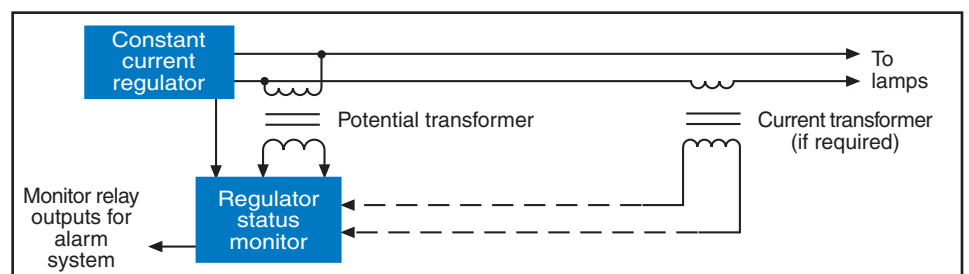 Constant
current
regulator
To
lamps
Potential transformer
Current transformer
(if required)
Monitor relay
outputs for
alarm
system
Regulator
status
monitor